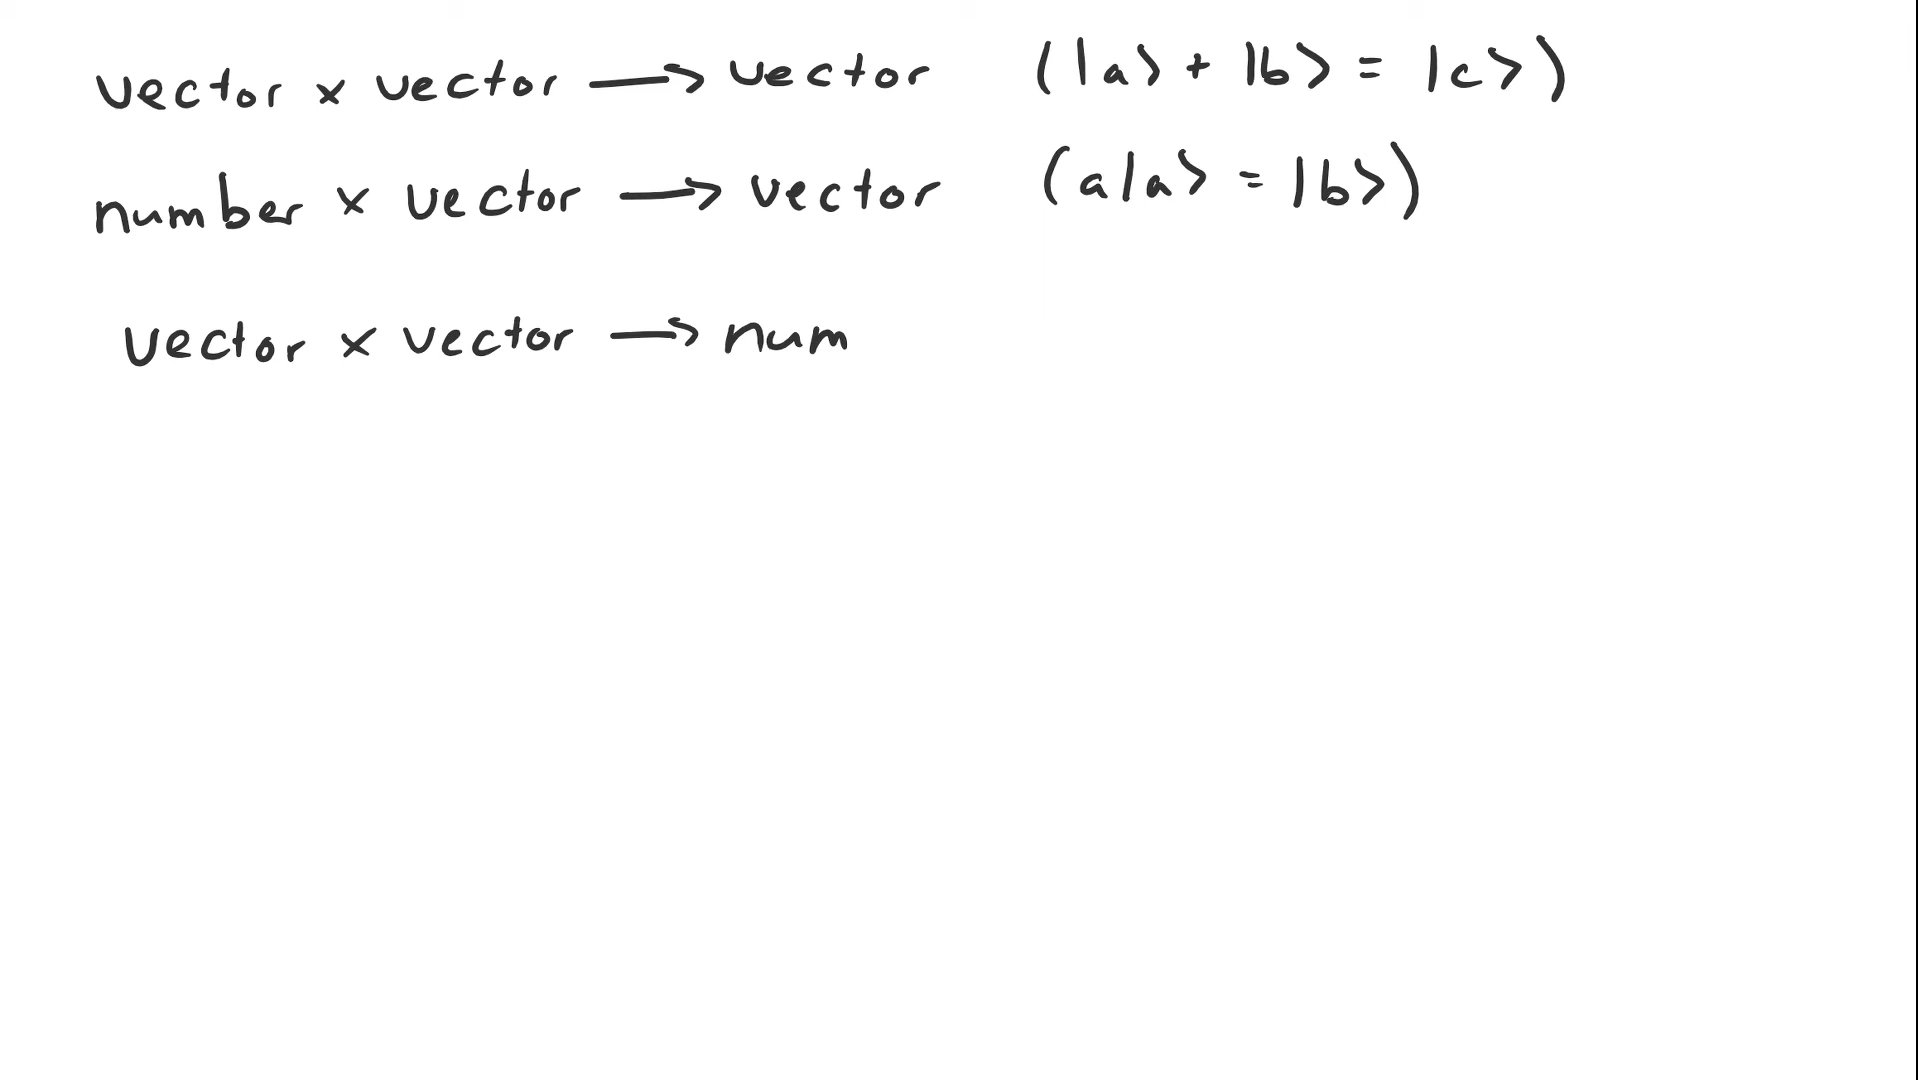 vector × vector ⟶ vector (|a⟩ + |b⟩ = |c⟩)
number × vector ⟶ vector (a|a⟩ = |b⟩)
vector × vector ⟶ num